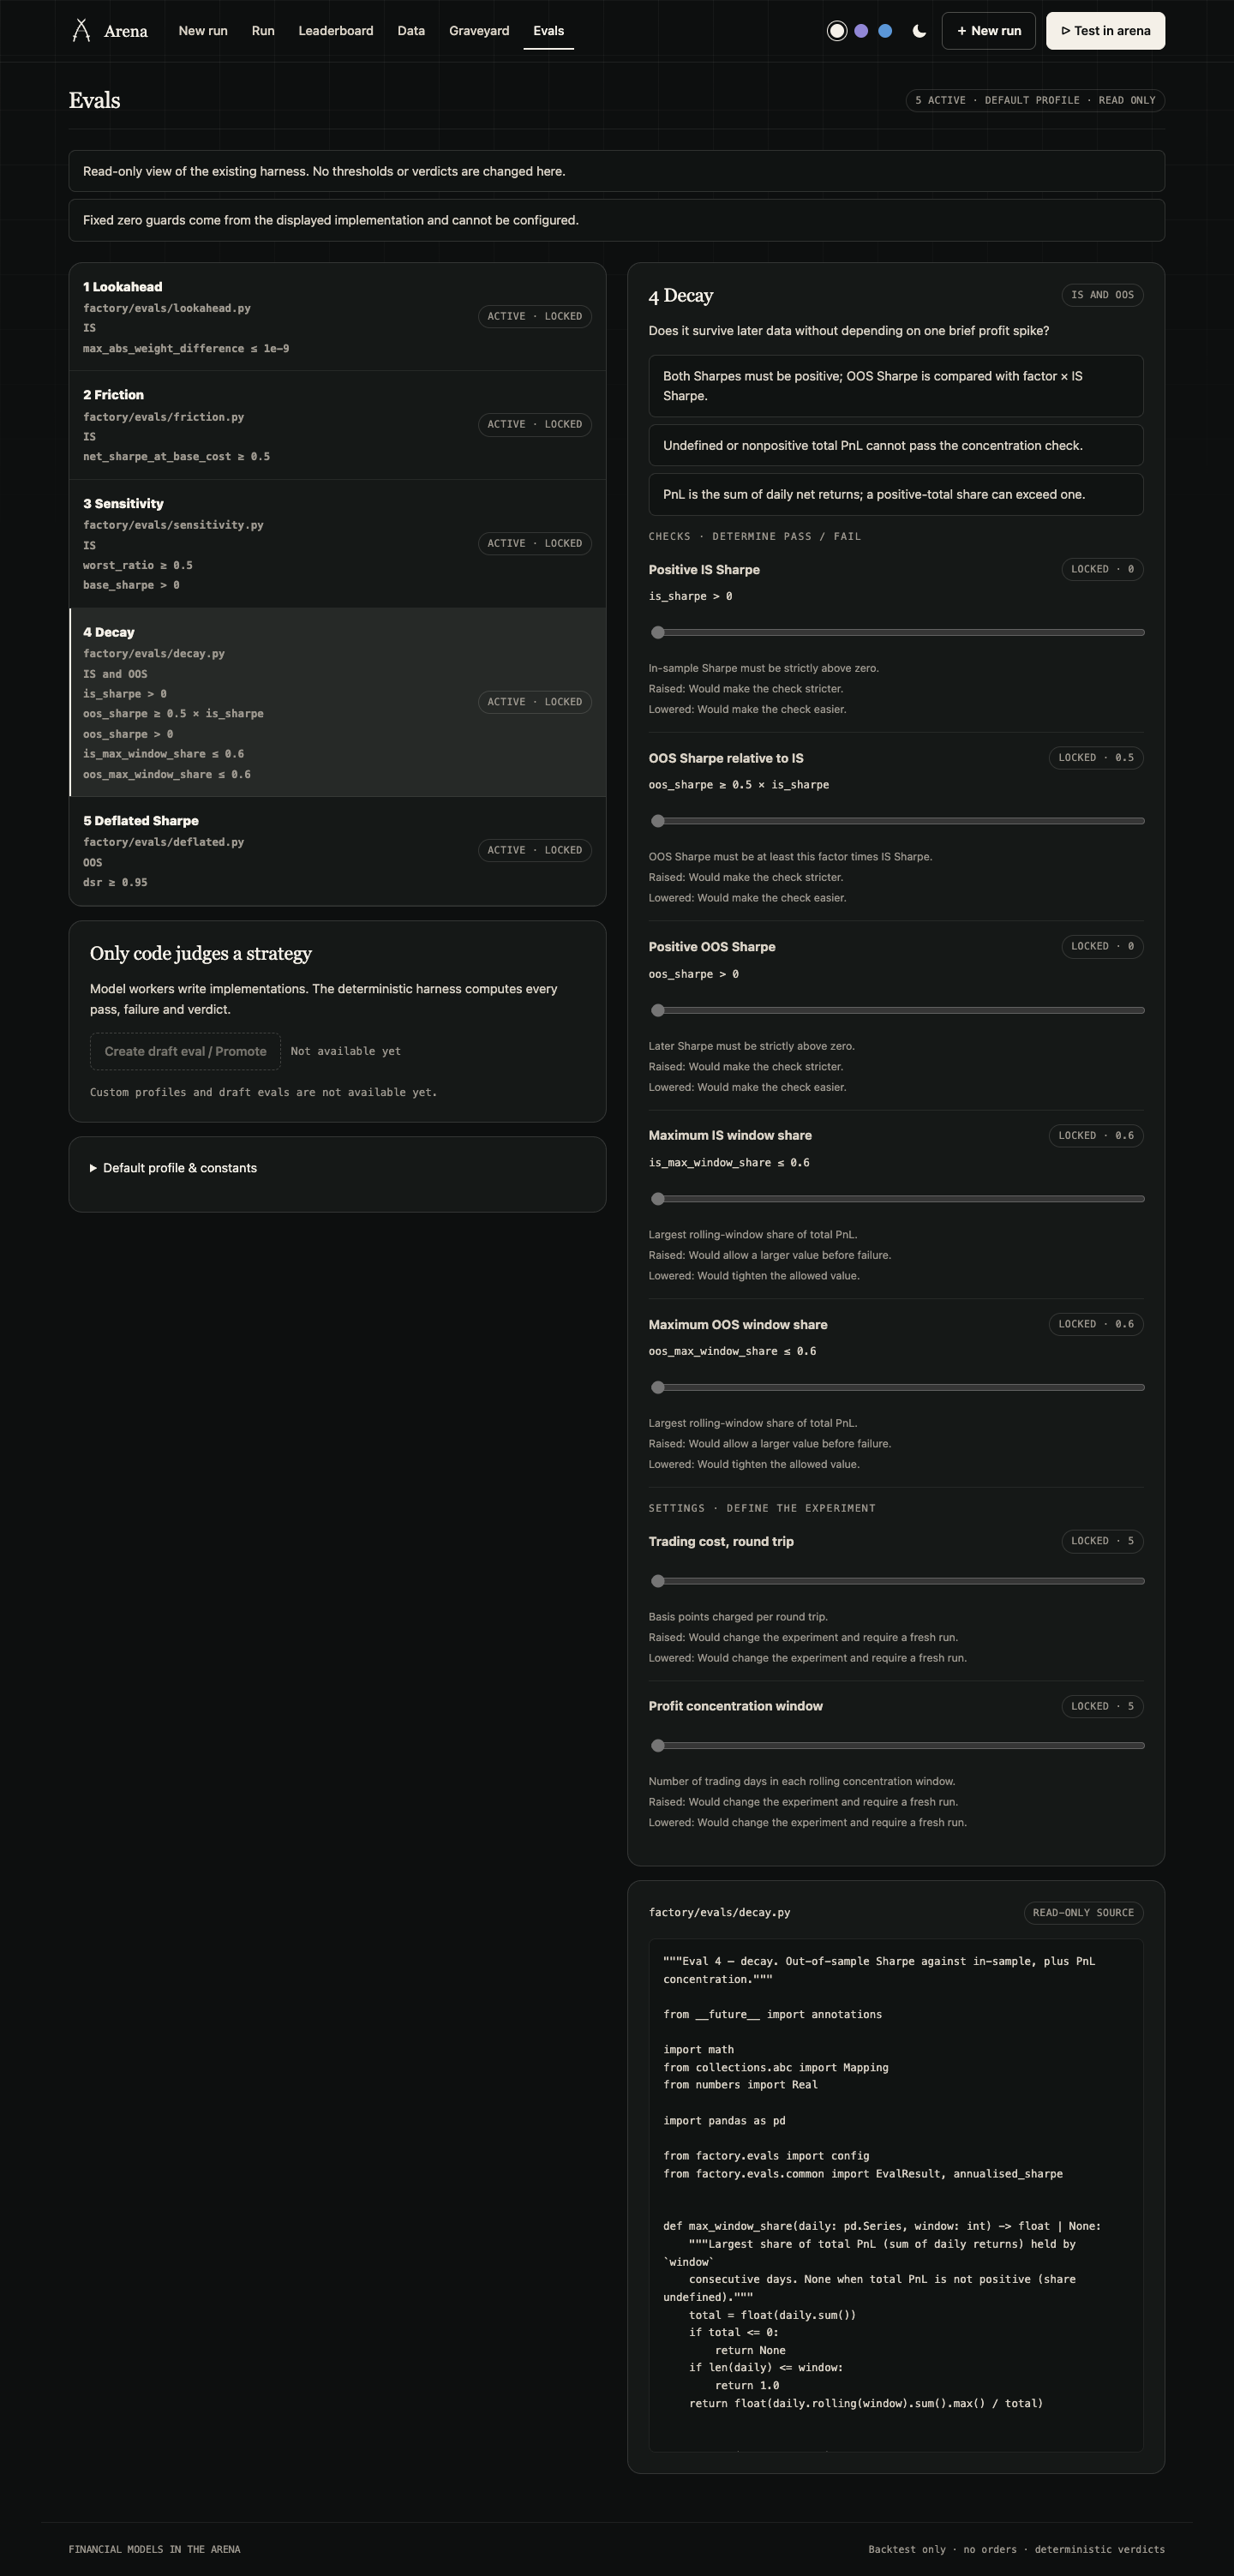 Arena
New run
Run
Leaderboard
Data
Graveyard
Evals
+ New run
Test in arena
Evals
5 ACTIVE · DEFAULT PROFILE · READ ONLY
Read-only view of the existing harness. No thresholds or verdicts are changed here.
Fixed zero guards come from the displayed implementation and cannot be configured.
1 Lookahead
factory/evals/lookahead.py
IS
max_abs_weight_difference ≤ 1e-9
ACTIVE · LOCKED
2 Friction
factory/evals/friction.py
IS
net_sharpe_at_base_cost ≥ 0.5
ACTIVE · LOCKED
3 Sensitivity
factory/evals/sensitivity.py
IS
worst_ratio ≥ 0.5
base_sharpe > 0
ACTIVE · LOCKED
4 Decay
factory/evals/decay.py
IS and OOS
is_sharpe > 0
oos_sharpe ≥ 0.5 × is_sharpe
oos_sharpe > 0
is_max_window_share ≤ 0.6
oos_max_window_share ≤ 0.6
ACTIVE · LOCKED
5 Deflated Sharpe
factory/evals/deflated.py
OOS
dsr ≥ 0.95
ACTIVE · LOCKED
Only code judges a strategy
Model workers write implementations. The deterministic harness computes every
pass, failure and verdict.
Create draft eval / Promote
Not available yet
Custom profiles and draft evals are not available yet.
Default profile & constants
4 Decay
IS AND OOS
Does it survive later data without depending on one brief profit spike?
Both Sharpes must be positive; OOS Sharpe is compared with factor × IS
Sharpe.
Undefined or nonpositive total PnL cannot pass the concentration check.
PnL is the sum of daily net returns; a positive-total share can exceed one.
CHECKS · DETERMINE PASS / FAIL
Positive IS Sharpe
LOCKED · 0
is_sharpe > 0
In-sample Sharpe must be strictly above zero.
Raised: Would make the check stricter.
Lowered: Would make the check easier.
OOS Sharpe relative to IS
LOCKED · 0.5
oos_sharpe ≥ 0.5 × is_sharpe
OOS Sharpe must be at least this factor times IS Sharpe.
Raised: Would make the check stricter.
Lowered: Would make the check easier.
Positive OOS Sharpe
LOCKED · 0
oos_sharpe > 0
Later Sharpe must be strictly above zero.
Raised: Would make the check stricter.
Lowered: Would make the check easier.
Maximum IS window share
LOCKED · 0.6
is_max_window_share ≤ 0.6
Largest rolling-window share of total PnL.
Raised: Would allow a larger value before failure.
Lowered: Would tighten the allowed value.
Maximum OOS window share
LOCKED · 0.6
oos_max_window_share ≤ 0.6
Largest rolling-window share of total PnL.
Raised: Would allow a larger value before failure.
Lowered: Would tighten the allowed value.
SETTINGS · DEFINE THE EXPERIMENT
Trading cost, round trip
LOCKED · 5
Basis points charged per round trip.
Raised: Would change the experiment and require a fresh run.
Lowered: Would change the experiment and require a fresh run.
Profit concentration window
LOCKED · 5
Number of trading days in each rolling concentration window.
Raised: Would change the experiment and require a fresh run.
Lowered: Would change the experiment and require a fresh run.
factory/evals/decay.py
READ-ONLY SOURCE
"""Eval 4 — decay. Out-of-sample Sharpe against in-sample, plus PnL
concentration."""
from __future__ import annotations
import math
from collections.abc import Mapping
from numbers import Real
import pandas as pd
from factory.evals import config
from factory.evals.common import EvalResult, annualised_sharpe
def max_window_share(daily: pd.Series, window: int) -> float | None:
"""Largest share of total PnL (sum of daily returns) held by
`window`
consecutive days. None when total PnL is not positive (share
undefined)."""
total = float(daily.sum())
if total <= 0:
return None
if len(daily) <= window:
return 1.0
return float(daily.rolling(window).sum().max() / total)
FINANCIAL MODELS IN THE ARENA
Backtest only · no orders · deterministic verdicts